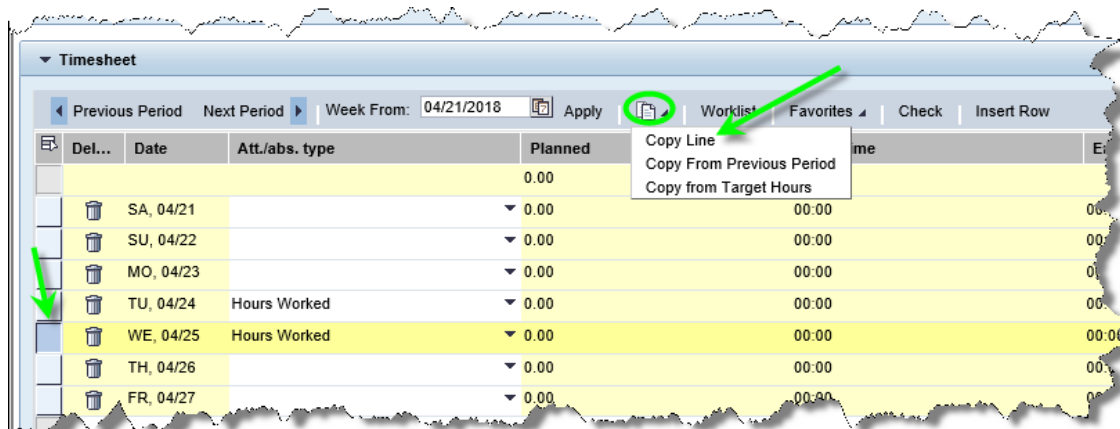 Timesheet
Previous Period Next Period Week From: 04/21/2018 Apply Worklist Favorites Check Insert Row
Copy Line
Copy From Previous Period
Copy from Target Hours
Del... Date Att./abs. type Planned
0.00
SA, 04/21 0.00 00:00
SU, 04/22 0.00 00:00
MO, 04/23 0.00 00:00
TU, 04/24 Hours Worked 0.00 00:00
WE, 04/25 Hours Worked 0.00 00:00
TH, 04/26 0.00 00:00
FR, 04/27 0.00 00:00